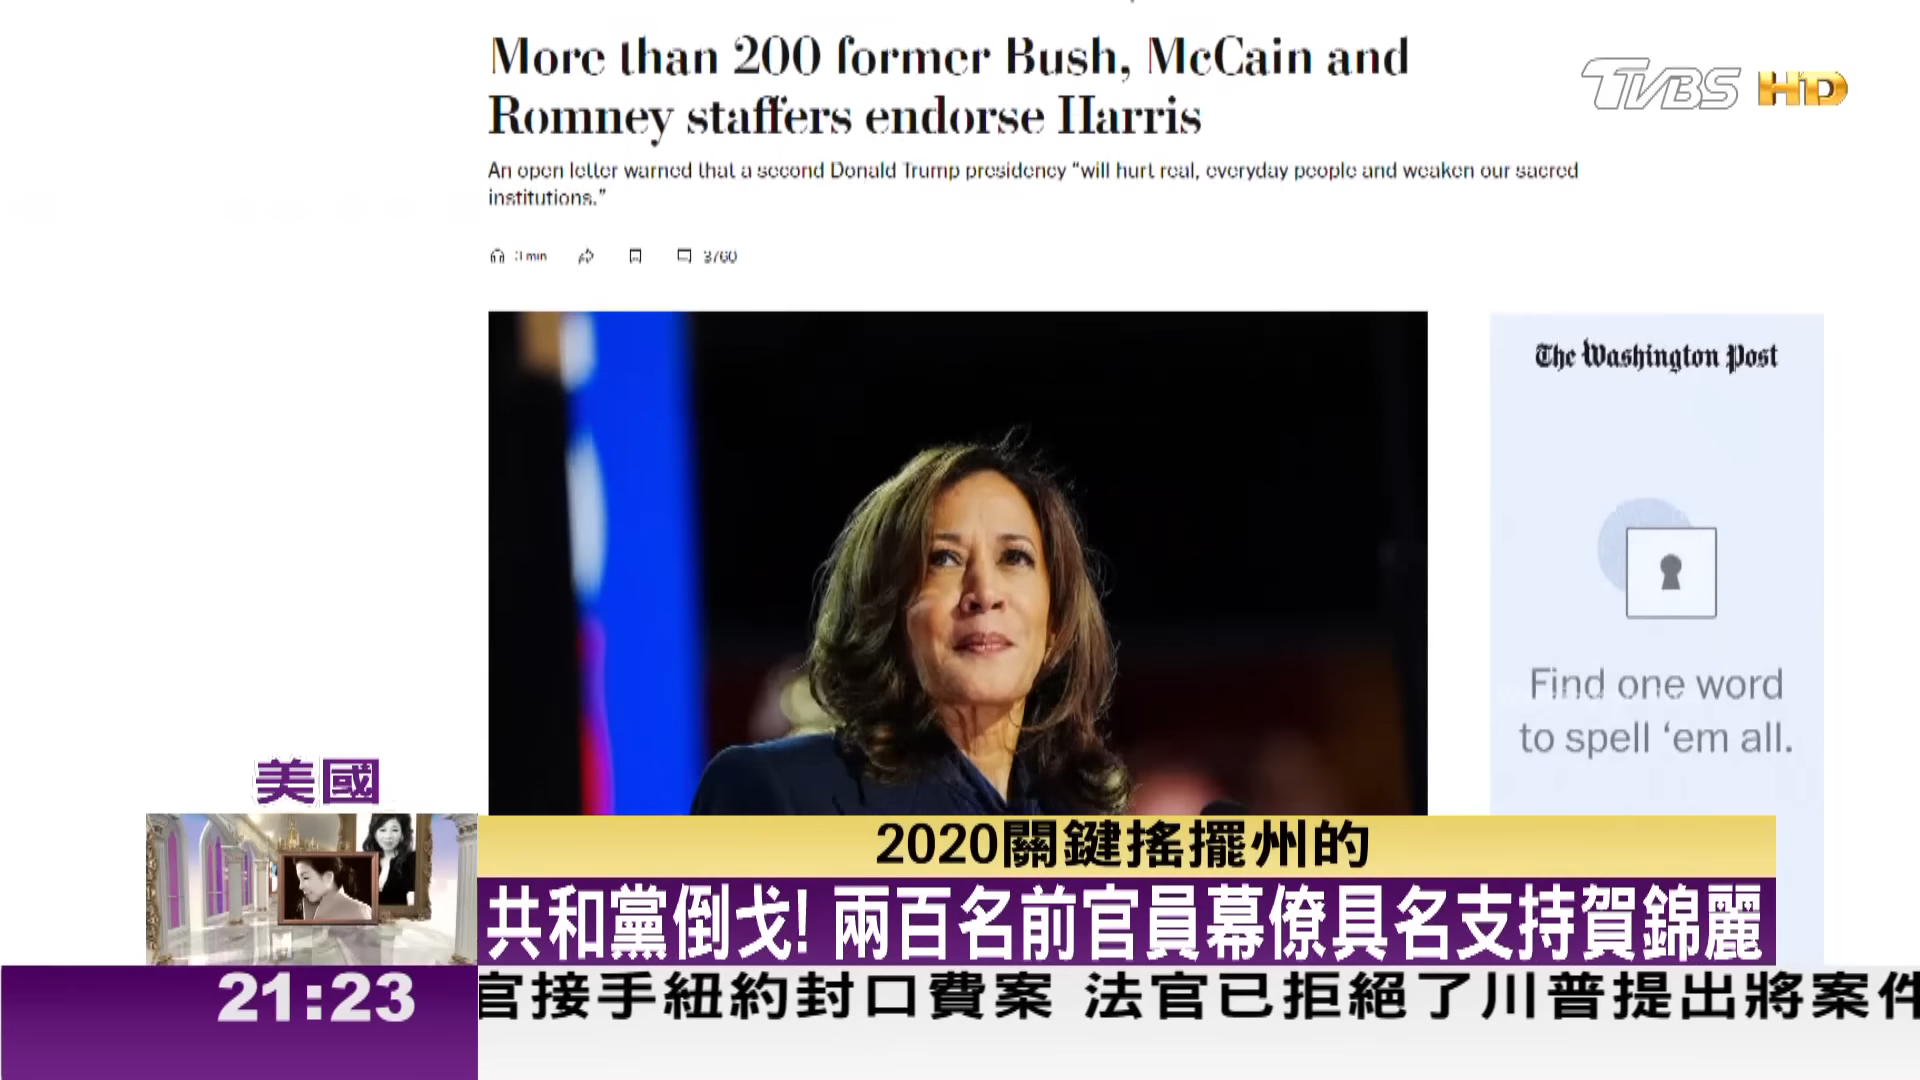 More than 200 former Bush, McCain and
Romney staffers endorse Harris
TVBS HD
An open letter warned that a second Donald Trump presidency “will hurt real, everyday people and weaken our sacred
institutions.”
3 min
3760
The Washington Post
Find one word
to spell ‘em all.
美國
2020關鍵搖擺州的
共和黨倒戈! 兩百名前官員幕僚具名支持賀錦麗
21:23
官接手紐約封口費案 法官已拒絕了川普提出將案件